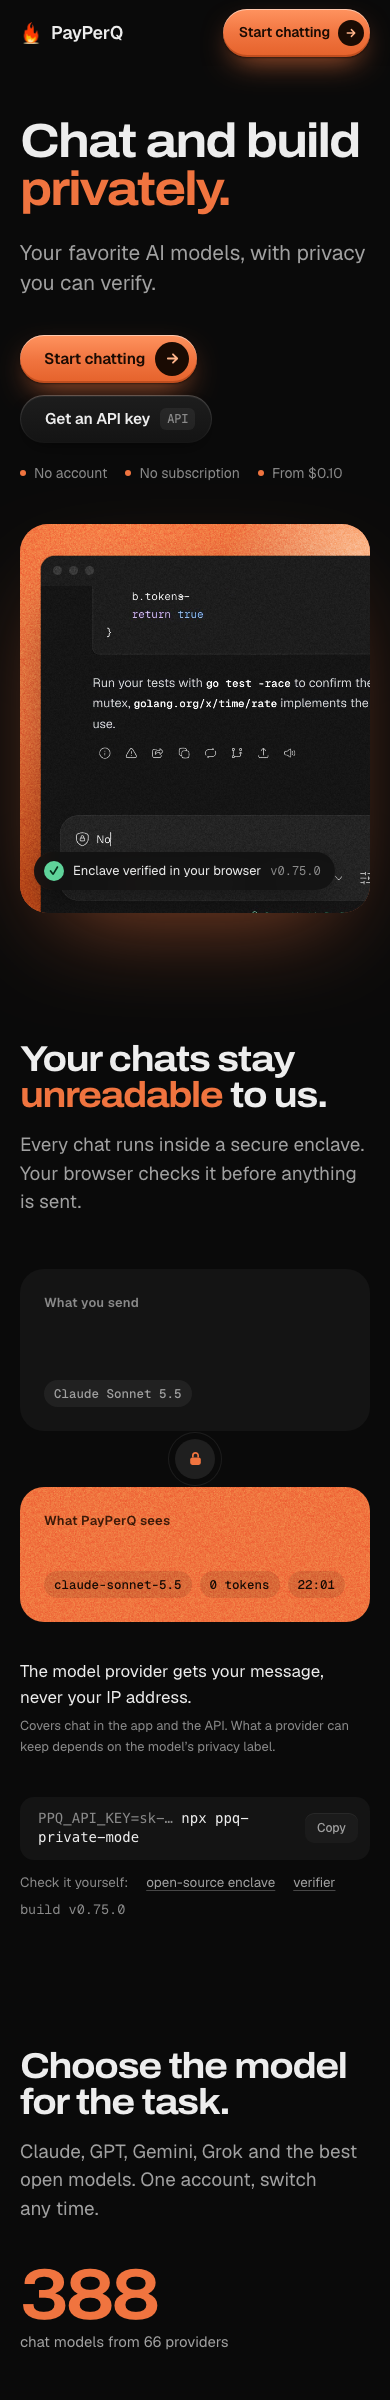 PayPerQ
Start chatting
Chat and build
privately.
Your favorite AI models, with privacy
you can verify.
Start chatting
Get an API key API
No account No subscription From $0.10
b.tokens-
return true
}
Run your tests with go test -race to confirm the
mutex, golang.org/x/time/rate implements the
use.
No
Enclave verified in your browser v0.75.0
Your chats stay
unreadable to us.
Every chat runs inside a secure enclave.
Your browser checks it before anything
is sent.
What you send
Claude Sonnet 5.5
What PayPerQ sees
claude-sonnet-5.5 0 tokens 22:01
The model provider gets your message,
never your IP address.
Covers chat in the app and the API. What a provider can
keep depends on the model's privacy label.
PPQ_API_KEY=sk-… npx ppq-
private-mode
Copy
Check it yourself: open-source enclave verifier
build v0.75.0
Choose the model
for the task.
Claude, GPT, Gemini, Grok and the best
open models. One account, switch
any time.
388
chat models from 66 providers